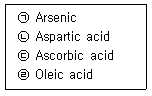 ㉠ Arsenic
㉡ Aspartic acid
㉢ Ascorbic acid
㉣ Oleic acid